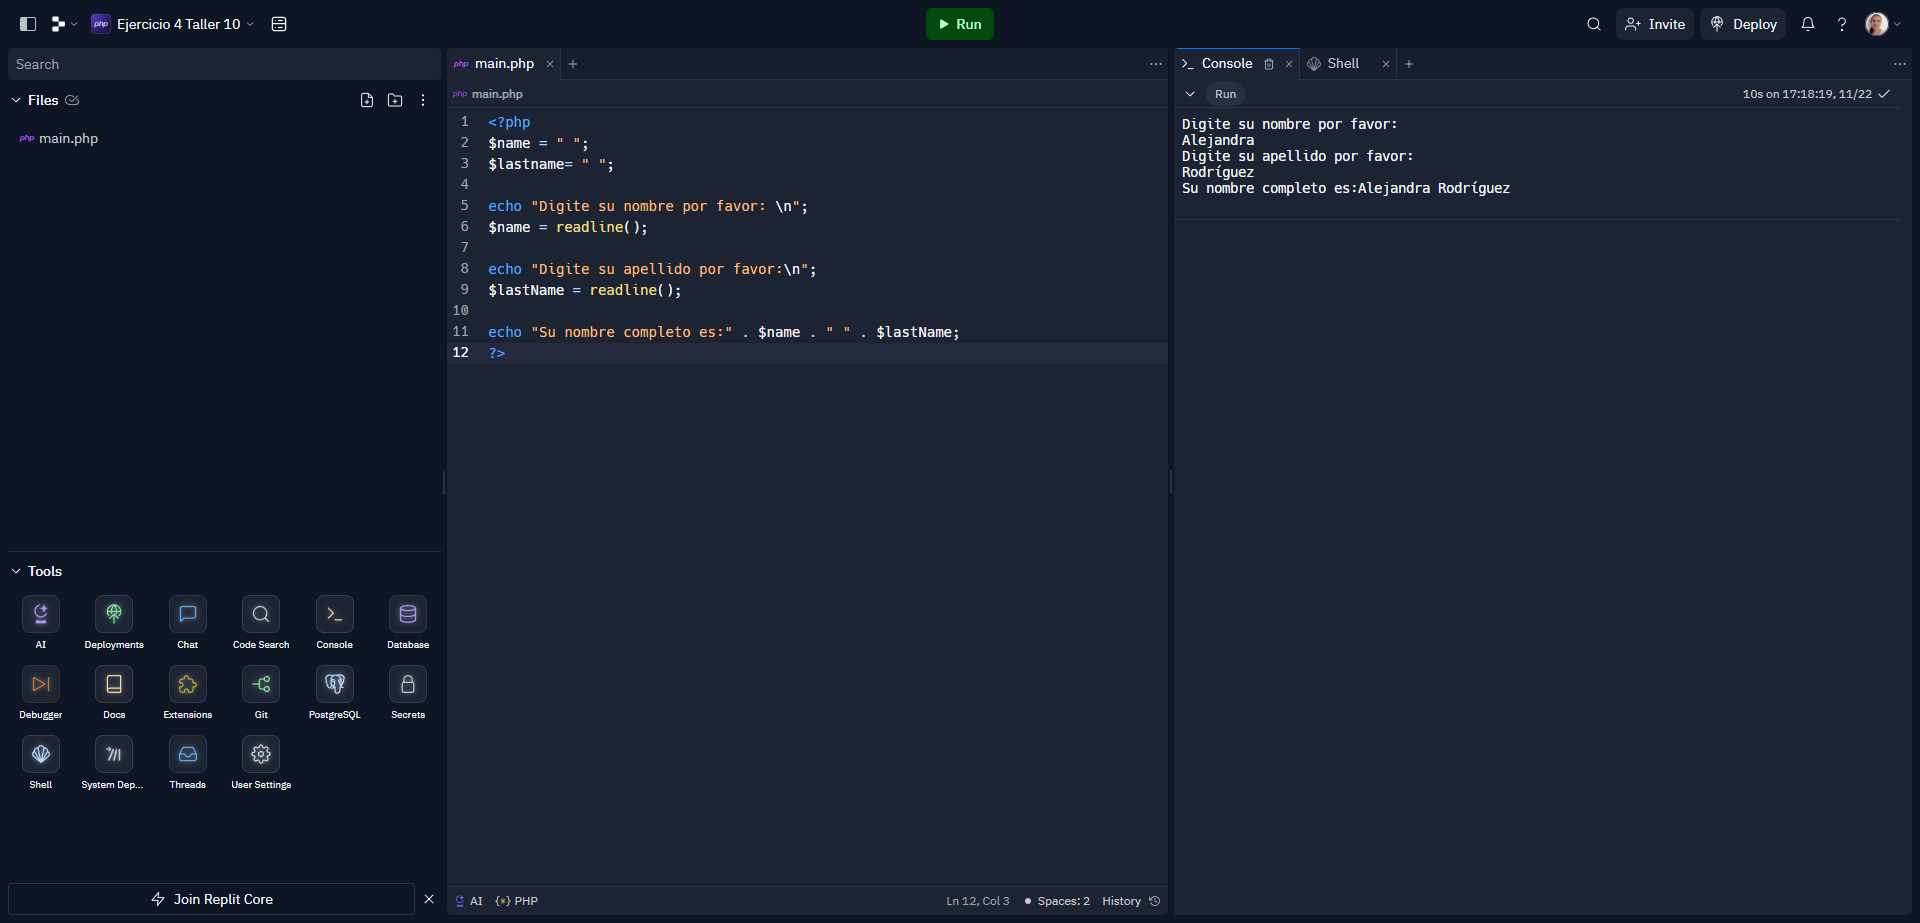 php Ejercicio 4 Taller 10
Run
Invite
Deploy
Search
Files
php main.php
Tools
AI
Deployments
Chat
Code Search
Console
Database
Debugger
Docs
Extensions
Git
PostgreSQL
Secrets
Shell
System Dep...
Threads
User Settings
Join Replit Core
php main.php
php main.php
1 <?php
2 $name = " ";
3 $lastname= " ";
4
5 echo "Digite su nombre por favor: \n";
6 $name = readline();
7
8 echo "Digite su apellido por favor:\n";
9 $lastName = readline();
10
11 echo "Su nombre completo es:" . $name . " " . $lastName;
12 ?>
AI {*} PHP
Ln 12, Col 3 Spaces: 2 History
Console
Shell
Run
10s on 17:18:19, 11/22
Digite su nombre por favor:
Alejandra
Digite su apellido por favor:
Rodríguez
Su nombre completo es:Alejandra Rodríguez